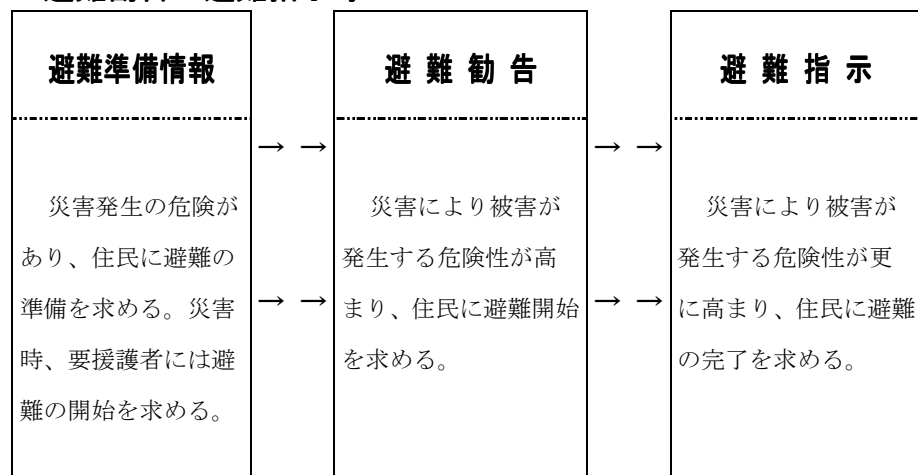 避難準備情報
災害発生の危険が
あり、住民に避難の
準備を求める。災害
時、要援護者には避
難の開始を求める。
→ →
→ →
避難勧告
災害により被害が
発生する危険性が高
まり、住民に避難開始
を求める。
→ →
→ →
避難指示
災害により被害が
発生する危険性が更
に高まり、住民に避難
の完了を求める。